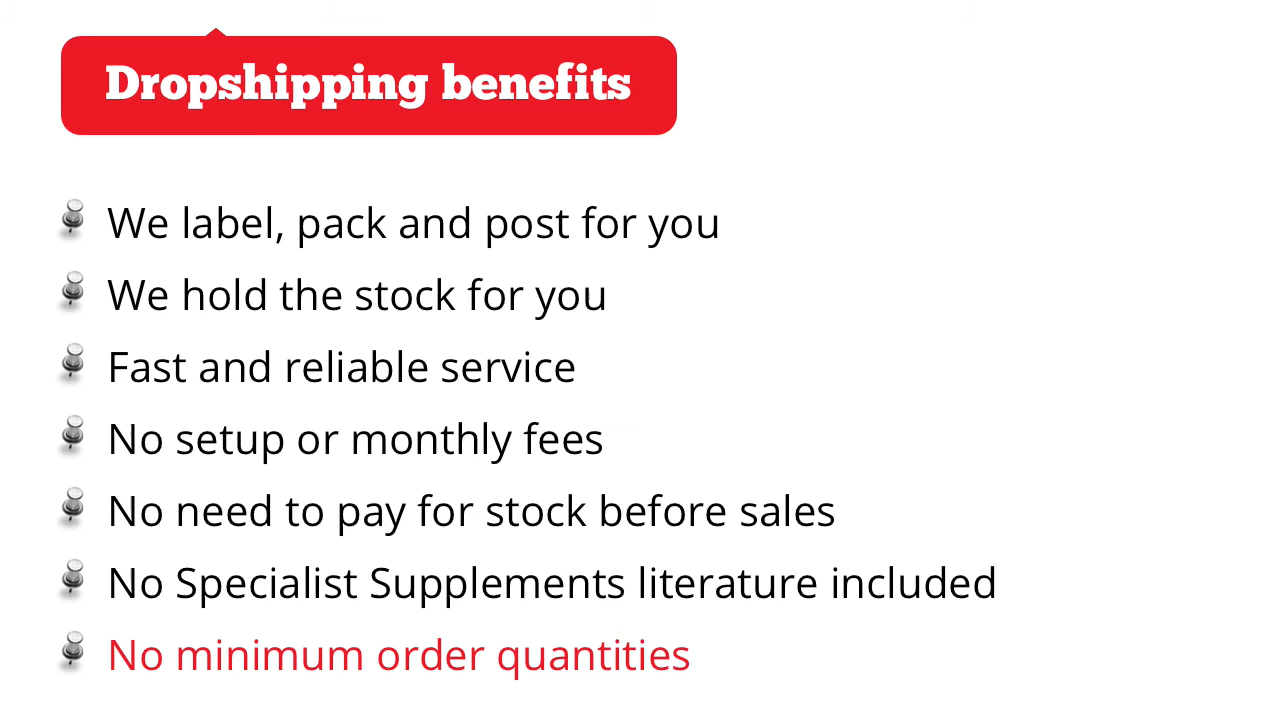 Dropshipping benefits
We label, pack and post for you
We hold the stock for you
Fast and reliable service
No setup or monthly fees
No need to pay for stock before sales
No Specialist Supplements literature included
No minimum order quantities